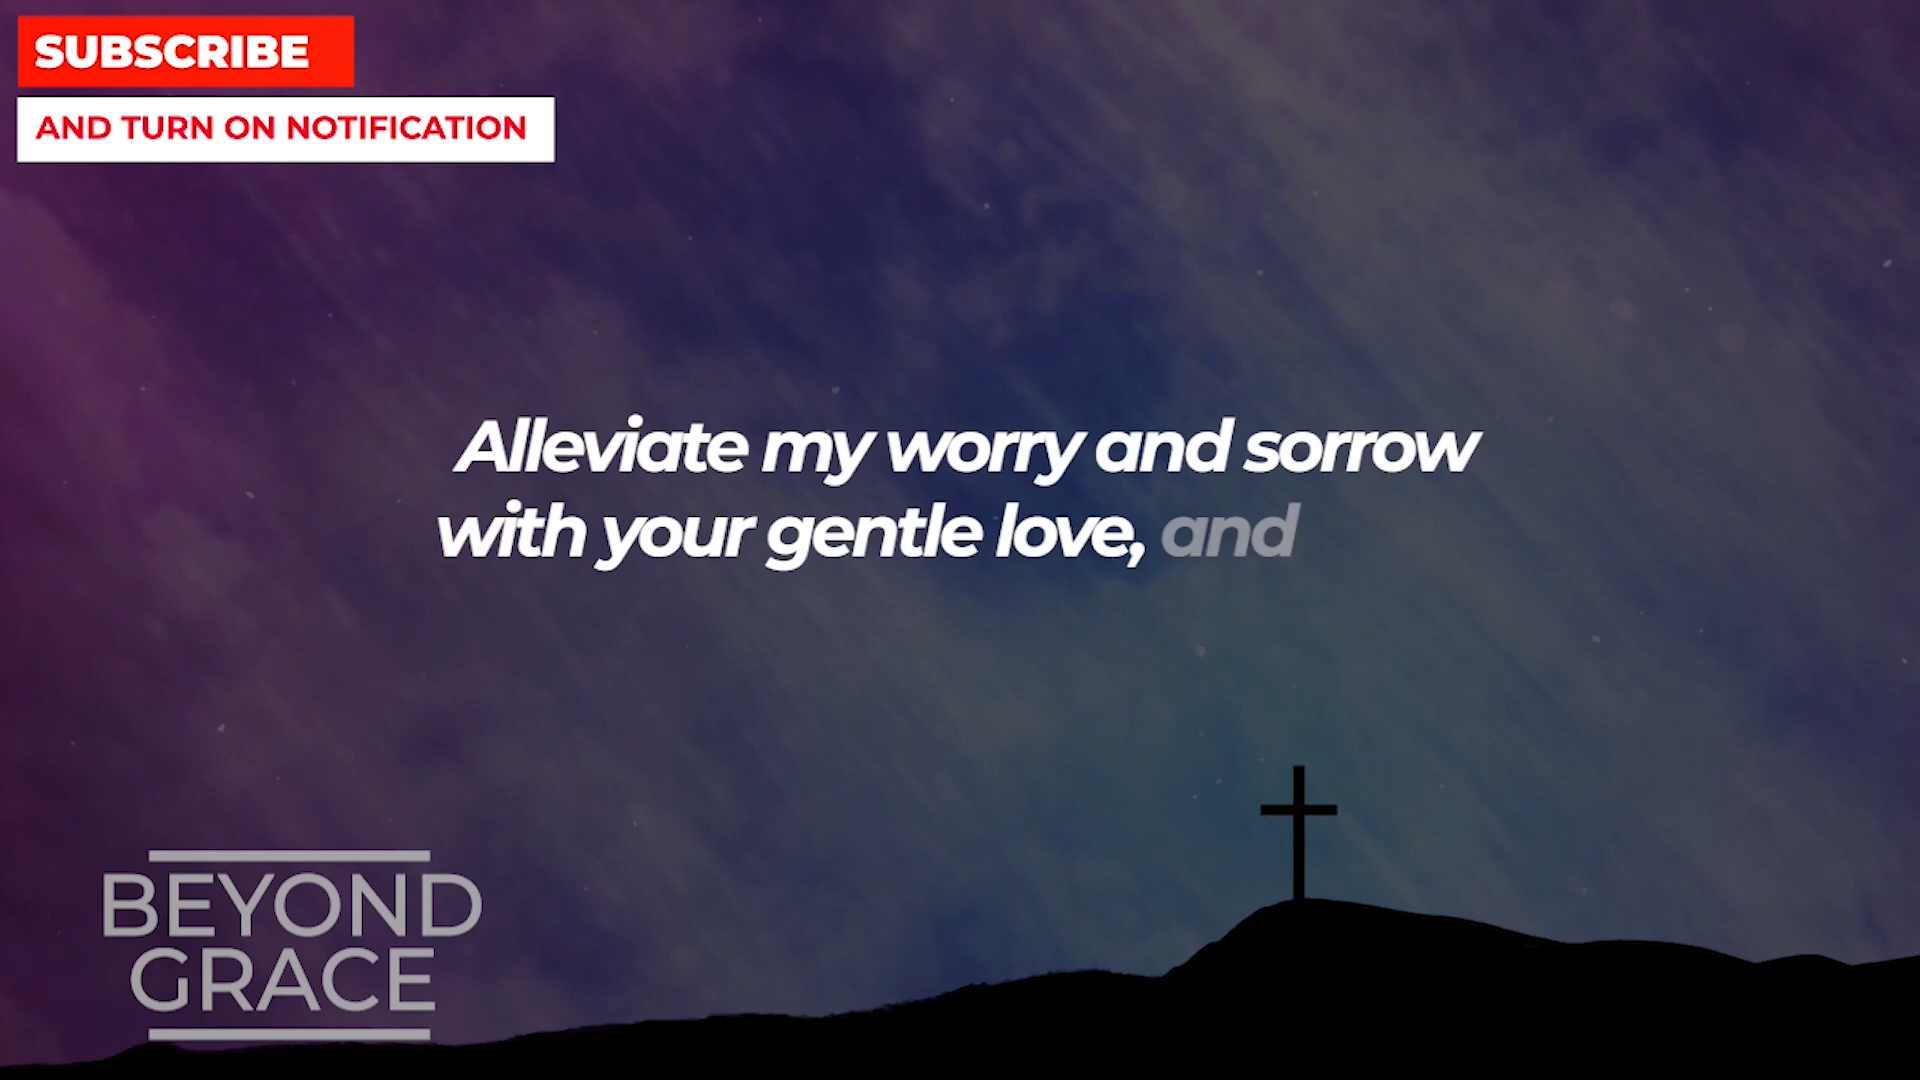 SUBSCRIBE
AND TURN ON NOTIFICATION
Alleviate my worry and sorrow
with your gentle love, and
BEYOND
GRACE